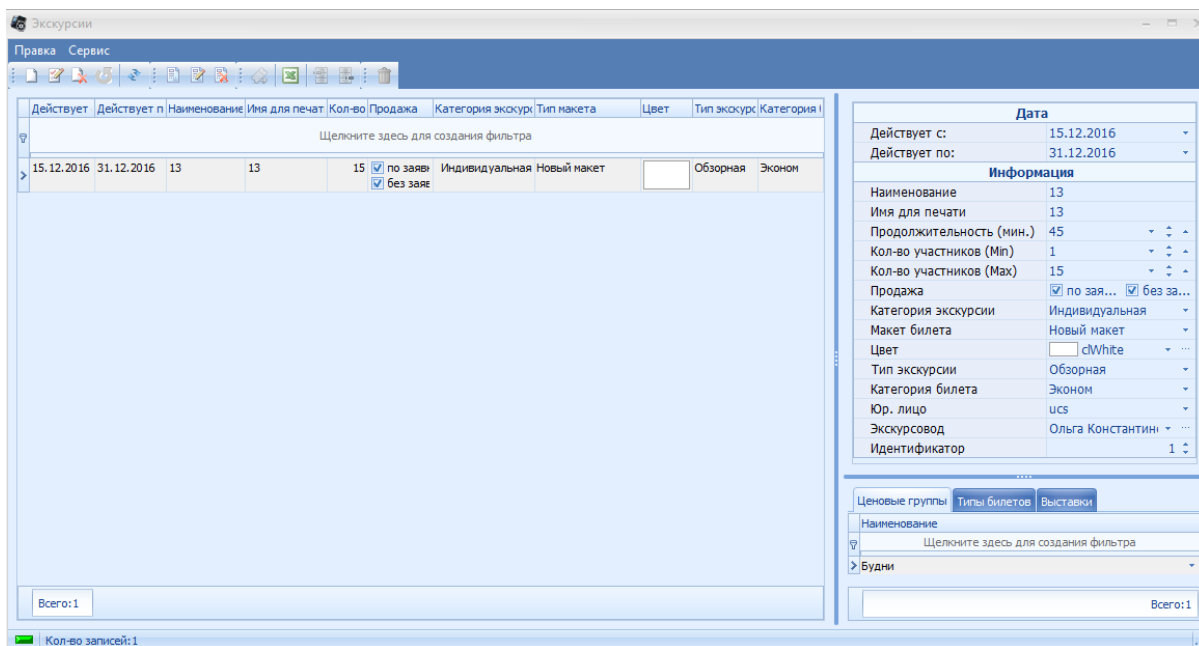 Экскурсии
Правка Сервис
Действует Действует п Наименование Имя для печат Кол-во Продажа Категория экскурс Тип макета Цвет Тип экскурс Категория
Щелкните здесь для создания фильтра
15.12.2016 31.12.2016 13 13 15 по заявк Индивидуальная Новый макет Обзорная Эконом
без заяв
Всего:1
Кол-во записей:1
Дата
Действует с: 15.12.2016
Действует по: 31.12.2016
Информация
Наименование 13
Имя для печати 13
Продолжительность (мин.) 45
Кол-во участников (Min) 1
Кол-во участников (Max) 15
Продажа по зая... без за...
Категория экскурсии Индивидуальная
Макет билета Новый макет
Цвет clWhite
Тип экскурсии Обзорная
Категория билета Эконом
Юр. лицо ucs
Экскурсовод Ольга Константин
Идентификатор 1
Ценовые группы Типы билетов Выставки
Наименование
Щелкните здесь для создания фильтра
Будни
Всего:1